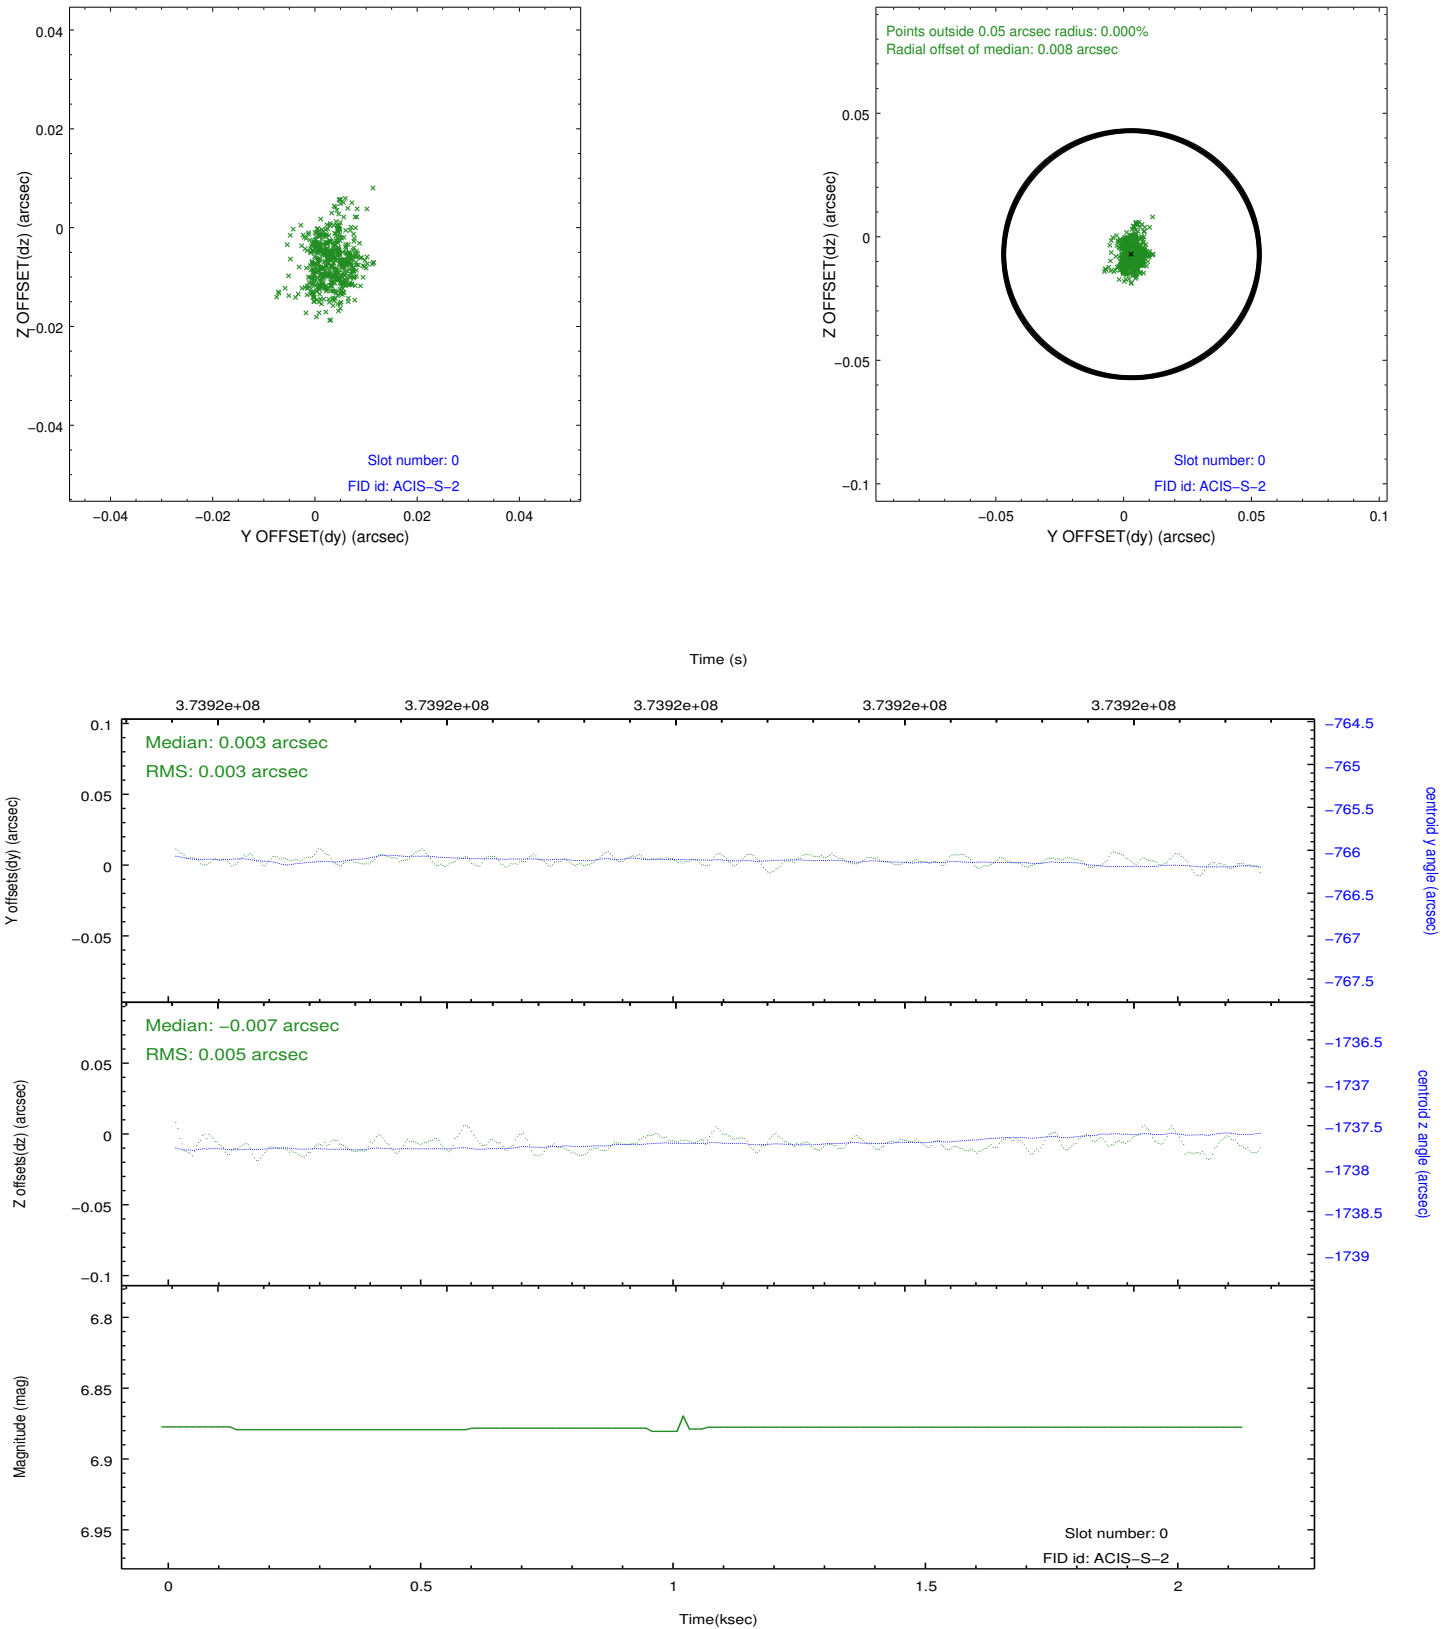 0.04
0.02
0
−0.02
−0.04
Z OFFSET(dz) (arcsec)
Slot number: 0
FID id: ACIS−S−2
−0.04
−0.02
0
0.02
0.04
Y OFFSET(dy) (arcsec)
Points outside 0.05 arcsec radius: 0.000%
Radial offset of median: 0.008 arcsec
0.05
0
−0.05
−0.1
Z OFFSET(dz) (arcsec)
Slot number: 0
FID id: ACIS−S−2
−0.05
0
0.05
0.1
Y OFFSET(dy) (arcsec)
Time (s)
3.7392e+08
3.7392e+08
3.7392e+08
3.7392e+08
3.7392e+08
Median: 0.003 arcsec
RMS: 0.003 arcsec
0.1
0.05
0
−0.05
Y offsets(dy) (arcsec)
−764.5
−765
−765.5
−766
−766.5
−767
−767.5
centroid y angle (arcsec)
Median: −0.007 arcsec
RMS: 0.005 arcsec
0.05
0
−0.05
−0.1
Z offsets(dz) (arcsec)
−1736.5
−1737
−1737.5
−1738
−1738.5
−1739
centroid z angle (arcsec)
6.8
6.85
6.9
6.95
Magnitude (mag)
Slot number: 0
FID id: ACIS−S−2
0
0.5
1
1.5
2
Time(ksec)